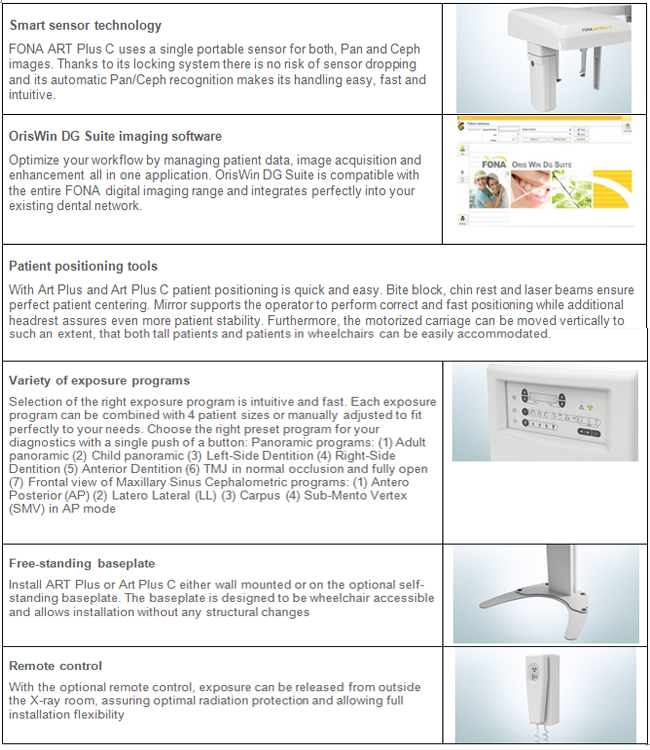 Smart sensor technology
FONA ART Plus C uses a single portable sensor for both, Pan and Ceph
images. Thanks to its locking system there is no risk of sensor dropping
and its automatic Pan/Ceph recognition makes its handling easy, fast and
intuitive.
FONA Art Plus C
OrisWin DG Suite imaging software
Optimize your workflow by managing patient data, image acquisition and
enhancement all in one application. OrisWin DG Suite is compatible with
the entire FONA digital imaging range and integrates perfectly into your
existing dental network.
FONA ORIS WIN DG SUITE
Patient positioning tools
With Art Plus and Art Plus C patient positioning is quick and easy. Bite block, chin rest and laser beams ensure
perfect patient centering. Mirror supports the operator to perform correct and fast positioning while additional
headrest assures even more patient stability. Furthermore, the motorized carriage can be moved vertically to
such an extent, that both tall patients and patients in wheelchairs can be easily accommodated.
Variety of exposure programs
Selection of the right exposure program is intuitive and fast. Each exposure
program can be combined with 4 patient sizes or manually adjusted to fit
perfectly to your needs. Choose the right preset program for your
diagnostics with a single push of a button: Panoramic programs: (1) Adult
panoramic (2) Child panoramic (3) Left-Side Dentition (4) Right-Side
Dentition (5) Anterior Dentition (6) TMJ in normal occlusion and fully open
(7) Frontal view of Maxillary Sinus Cephalometric programs: (1) Antero
Posterior (AP) (2) Latero Lateral (LL) (3) Carpus (4) Sub-Mento Vertex
(SMV) in AP mode
Free-standing baseplate
Install ART Plus or Art Plus C either wall mounted or on the optional self-
standing baseplate. The baseplate is designed to be wheelchair accessible
and allows installation without any structural changes
Remote control
With the optional remote control, exposure can be released from outside
the X-ray room, assuring optimal radiation protection and allowing full
installation flexibility